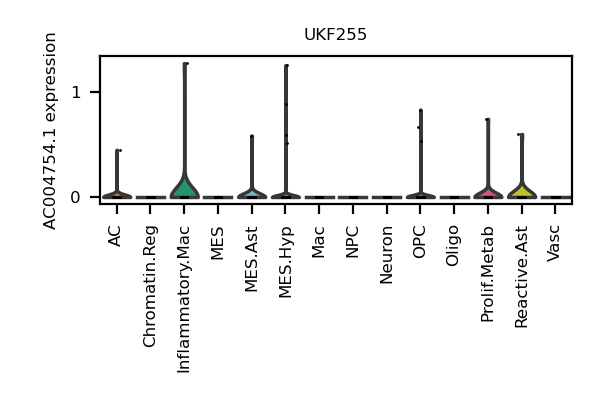 UKF255
AC004754.1 expression
1
0
AC
Chromatin.Reg
Inflammatory.Mac
MES
MES.Ast
MES.Hyp
Mac
NPC
Neuron
OPC
Oligo
Prolif.Metab
Reactive.Ast
Vasc